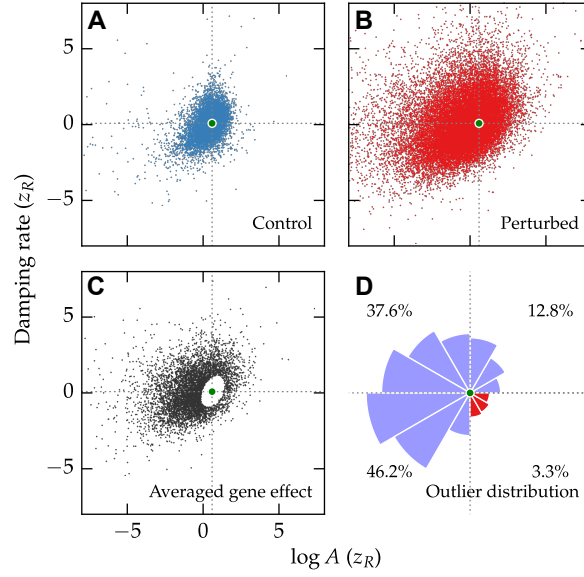 A
B
5
0
−5
Control
Perturbed
Damping rate (z_R)
C
D
5
0
−5
37.6%
12.8%
46.2%
3.3%
Averaged gene effect
Outlier distribution
−5
0
5
log A (z_R)